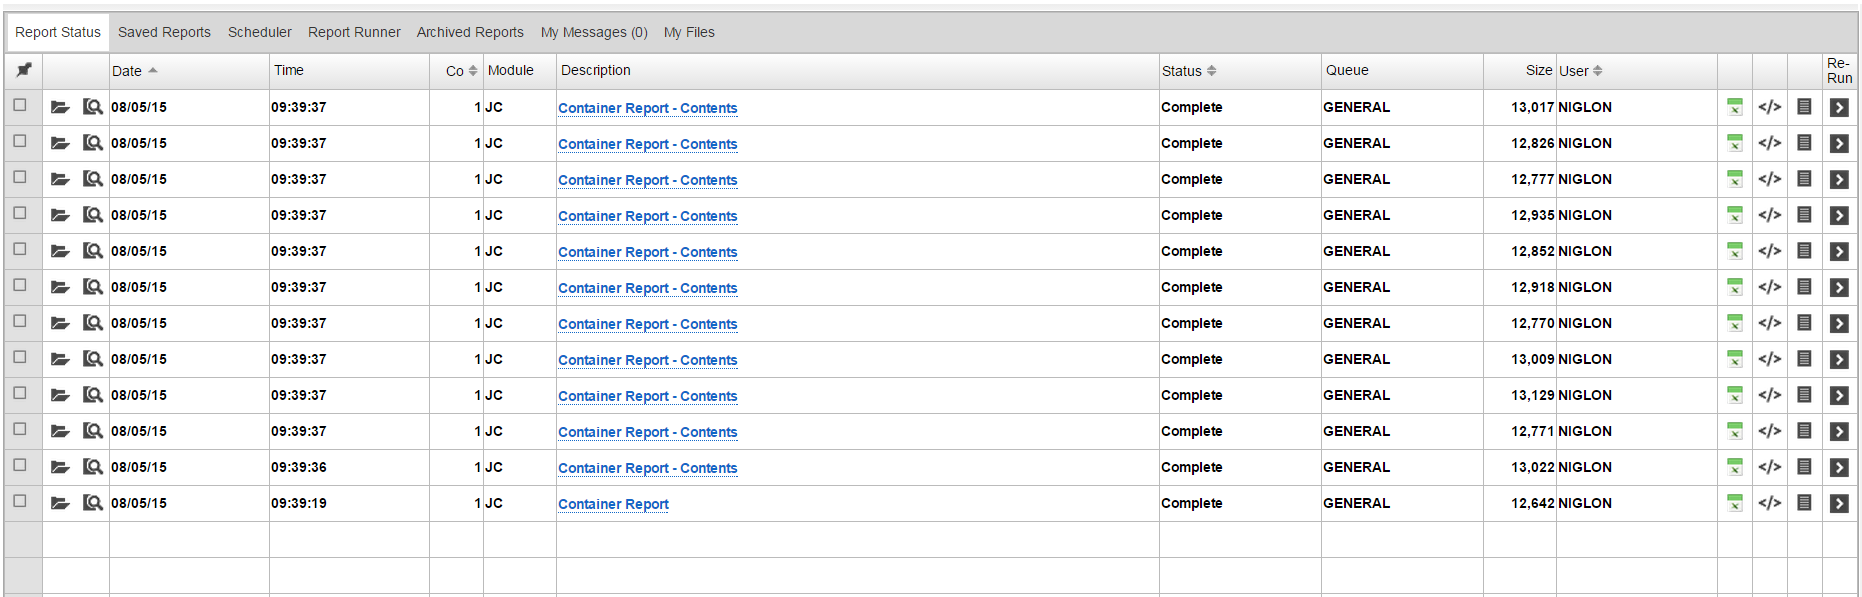 Report Status Saved Reports Scheduler Report Runner Archived Reports My Messages (0) My Files
Date Time Co Module Description Status Queue Size User Re-Run
08/05/15 09:39:37 1 JC Container Report - Contents Complete GENERAL 13,017 NIGLON
08/05/15 09:39:37 1 JC Container Report - Contents Complete GENERAL 12,826 NIGLON
08/05/15 09:39:37 1 JC Container Report - Contents Complete GENERAL 12,777 NIGLON
08/05/15 09:39:37 1 JC Container Report - Contents Complete GENERAL 12,935 NIGLON
08/05/15 09:39:37 1 JC Container Report - Contents Complete GENERAL 12,852 NIGLON
08/05/15 09:39:37 1 JC Container Report - Contents Complete GENERAL 12,918 NIGLON
08/05/15 09:39:37 1 JC Container Report - Contents Complete GENERAL 12,770 NIGLON
08/05/15 09:39:37 1 JC Container Report - Contents Complete GENERAL 13,009 NIGLON
08/05/15 09:39:37 1 JC Container Report - Contents Complete GENERAL 13,129 NIGLON
08/05/15 09:39:37 1 JC Container Report - Contents Complete GENERAL 12,771 NIGLON
08/05/15 09:39:36 1 JC Container Report - Contents Complete GENERAL 13,022 NIGLON
08/05/15 09:39:19 1 JC Container Report Complete GENERAL 12,642 NIGLON